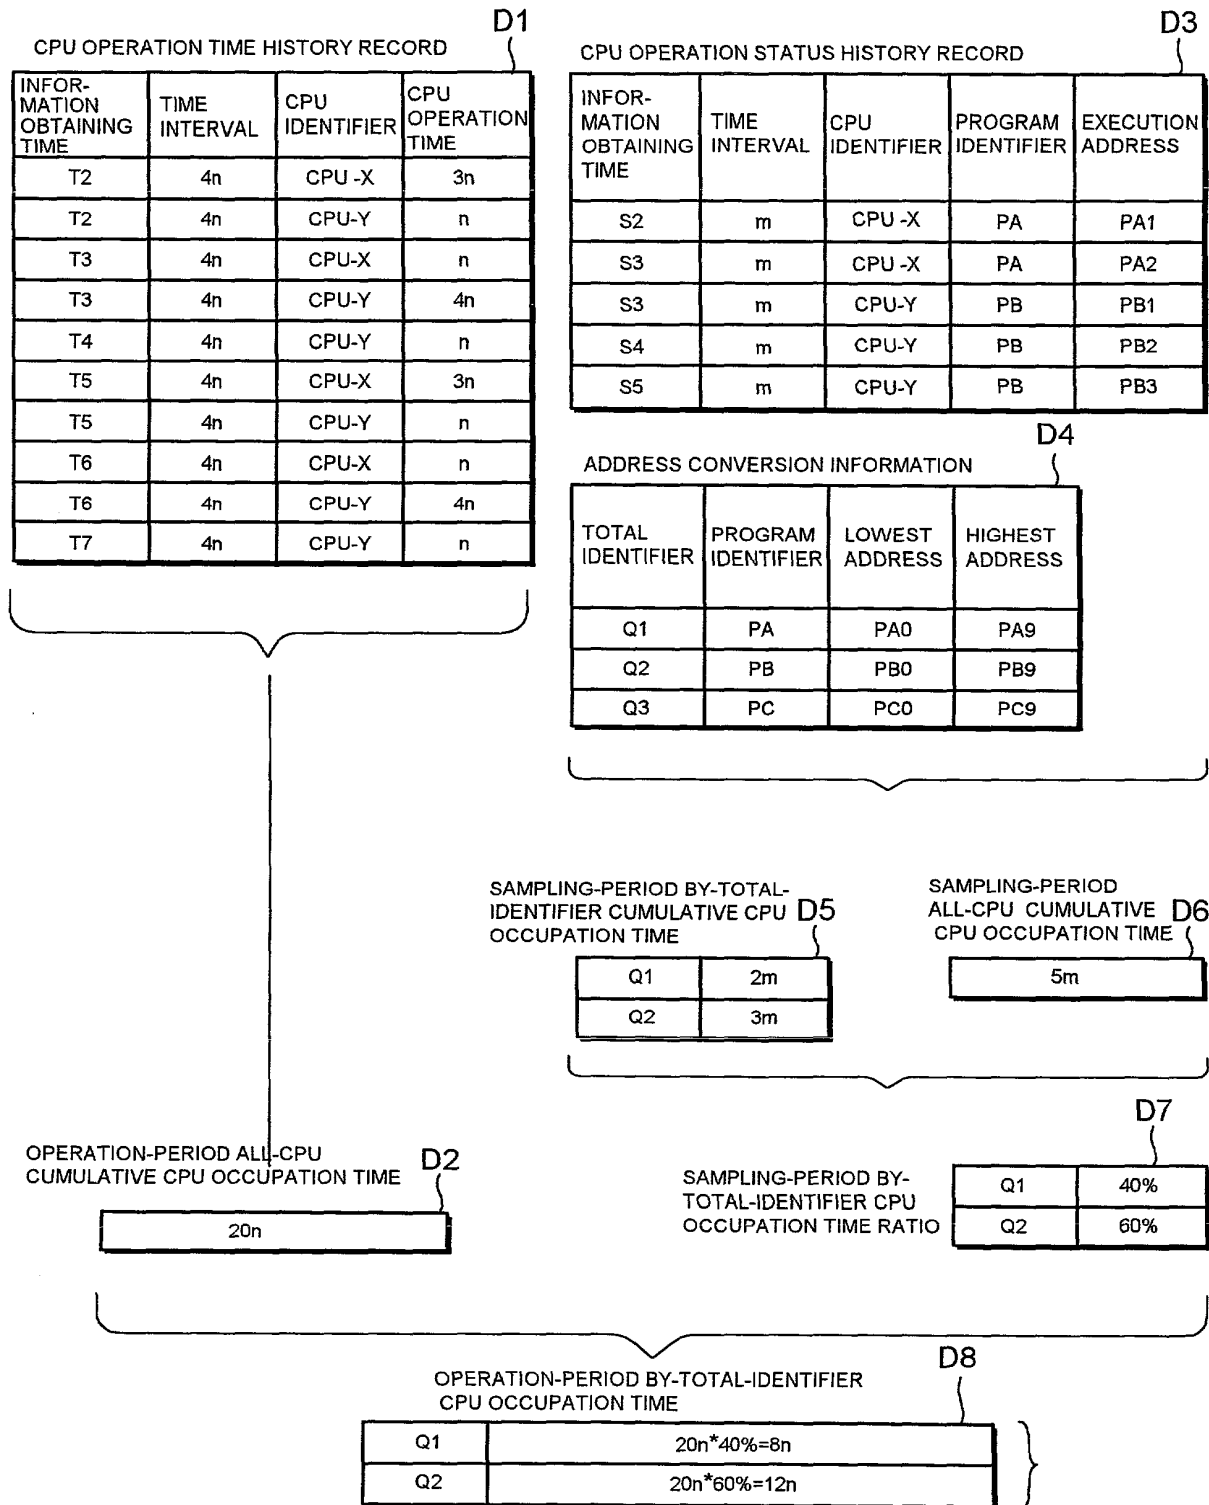 D1
CPU OPERATION TIME HISTORY RECORD
INFOR-
MATION
OBTAINING
TIME
TIME
INTERVAL
CPU
IDENTIFIER
CPU
OPERATION
TIME
T2 4n CPU -X 3n
T2 4n CPU-Y n
T3 4n CPU-X n
T3 4n CPU-Y 4n
T4 4n CPU-Y n
T5 4n CPU-X 3n
T5 4n CPU-Y n
T6 4n CPU-X n
T6 4n CPU-Y 4n
T7 4n CPU-Y n
D3
CPU OPERATION STATUS HISTORY RECORD
INFOR-
MATION
OBTAINING
TIME
TIME
INTERVAL
CPU
IDENTIFIER
PROGRAM
IDENTIFIER
EXECUTION
ADDRESS
S2 m CPU -X PA PA1
S3 m CPU -X PA PA2
S3 m CPU-Y PB PB1
S4 m CPU-Y PB PB2
S5 m CPU-Y PB PB3
D4
ADDRESS CONVERSION INFORMATION
TOTAL
IDENTIFIER
PROGRAM
IDENTIFIER
LOWEST
ADDRESS
HIGHEST
ADDRESS
Q1 PA PA0 PA9
Q2 PB PB0 PB9
Q3 PC PC0 PC9
SAMPLING-PERIOD BY-TOTAL-
IDENTIFIER CUMULATIVE CPU D5
OCCUPATION TIME
Q1 2m
Q2 3m
SAMPLING-PERIOD
ALL-CPU CUMULATIVE D6
CPU OCCUPATION TIME
5m
OPERATION-PERIOD ALL-CPU D2
CUMULATIVE CPU OCCUPATION TIME
20n
D7
SAMPLING-PERIOD BY-
TOTAL-IDENTIFIER CPU
OCCUPATION TIME RATIO
Q1 40%
Q2 60%
D8
OPERATION-PERIOD BY-TOTAL-IDENTIFIER
CPU OCCUPATION TIME
Q1 20n*40%=8n
Q2 20n*60%=12n